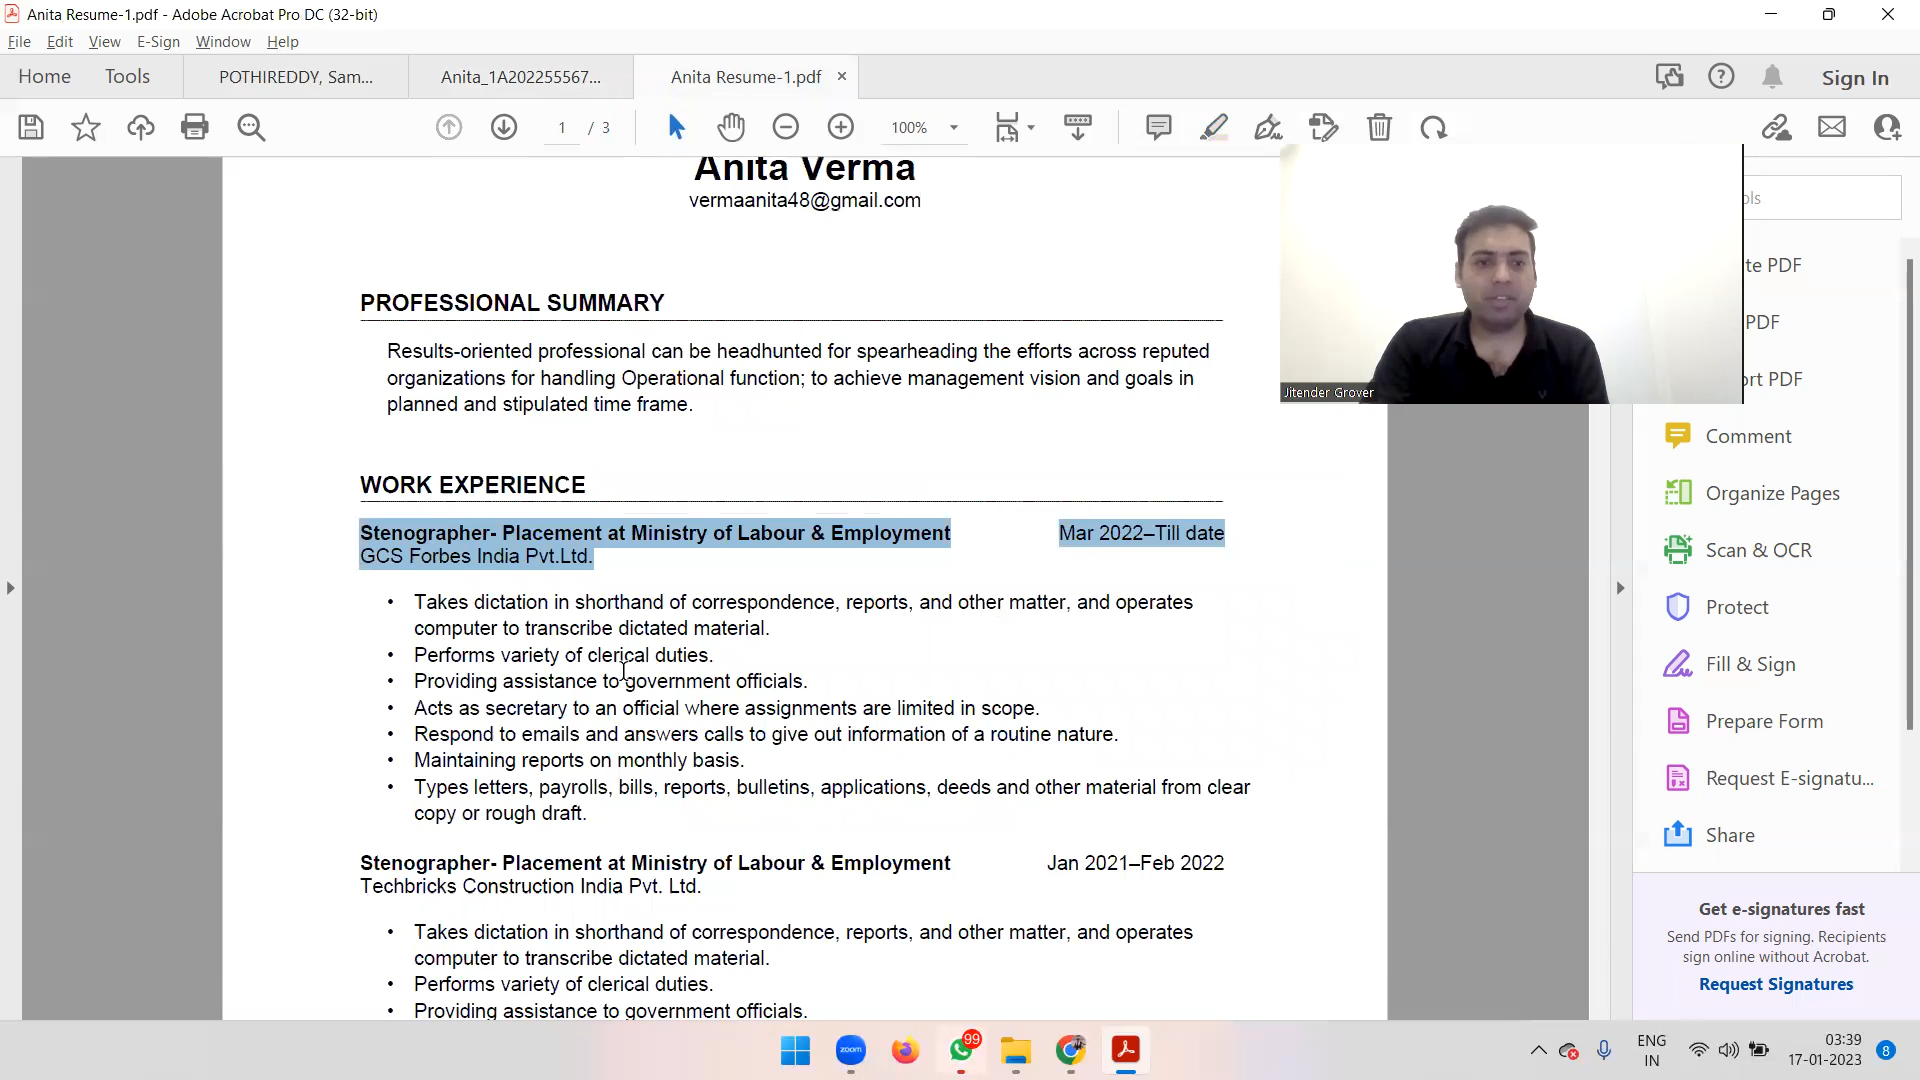 Anita Resume-1.pdf - Adobe Acrobat Pro DC (32-bit)
File Edit View E-Sign Window Help
Home Tools POTHIREDDY, Sam... Anita_1A202255567... Anita Resume-1.pdf × Sign In
1 / 3 100%
Anita Verma
vermaanita48@gmail.com
PROFESSIONAL SUMMARY
Results-oriented professional can be headhunted for spearheading the efforts across reputed
organizations for handling Operational function; to achieve management vision and goals in
planned and stipulated time frame.
WORK EXPERIENCE
Stenographer- Placement at Ministry of Labour & Employment Mar 2022–Till date
GCS Forbes India Pvt.Ltd.
• Takes dictation in shorthand of correspondence, reports, and other matter, and operates
computer to transcribe dictated material.
• Performs variety of clerical duties.
• Providing assistance to government officials.
• Acts as secretary to an official where assignments are limited in scope.
• Respond to emails and answers calls to give out information of a routine nature.
• Maintaining reports on monthly basis.
• Types letters, payrolls, bills, reports, bulletins, applications, deeds and other material from clear
copy or rough draft.
Stenographer- Placement at Ministry of Labour & Employment Jan 2021–Feb 2022
Techbricks Construction India Pvt. Ltd.
• Takes dictation in shorthand of correspondence, reports, and other matter, and operates
computer to transcribe dictated material.
• Performs variety of clerical duties.
• Providing assistance to government officials.
Jitender Grover
ols
te PDF
PDF
ort PDF
Comment
Organize Pages
Scan & OCR
Protect
Fill & Sign
Prepare Form
Request E-signatu...
Share
Get e-signatures fast
Send PDFs for signing. Recipients
sign online without Acrobat.
Request Signatures
zoom
99
ENG
IN
03:39
17-01-2023
8